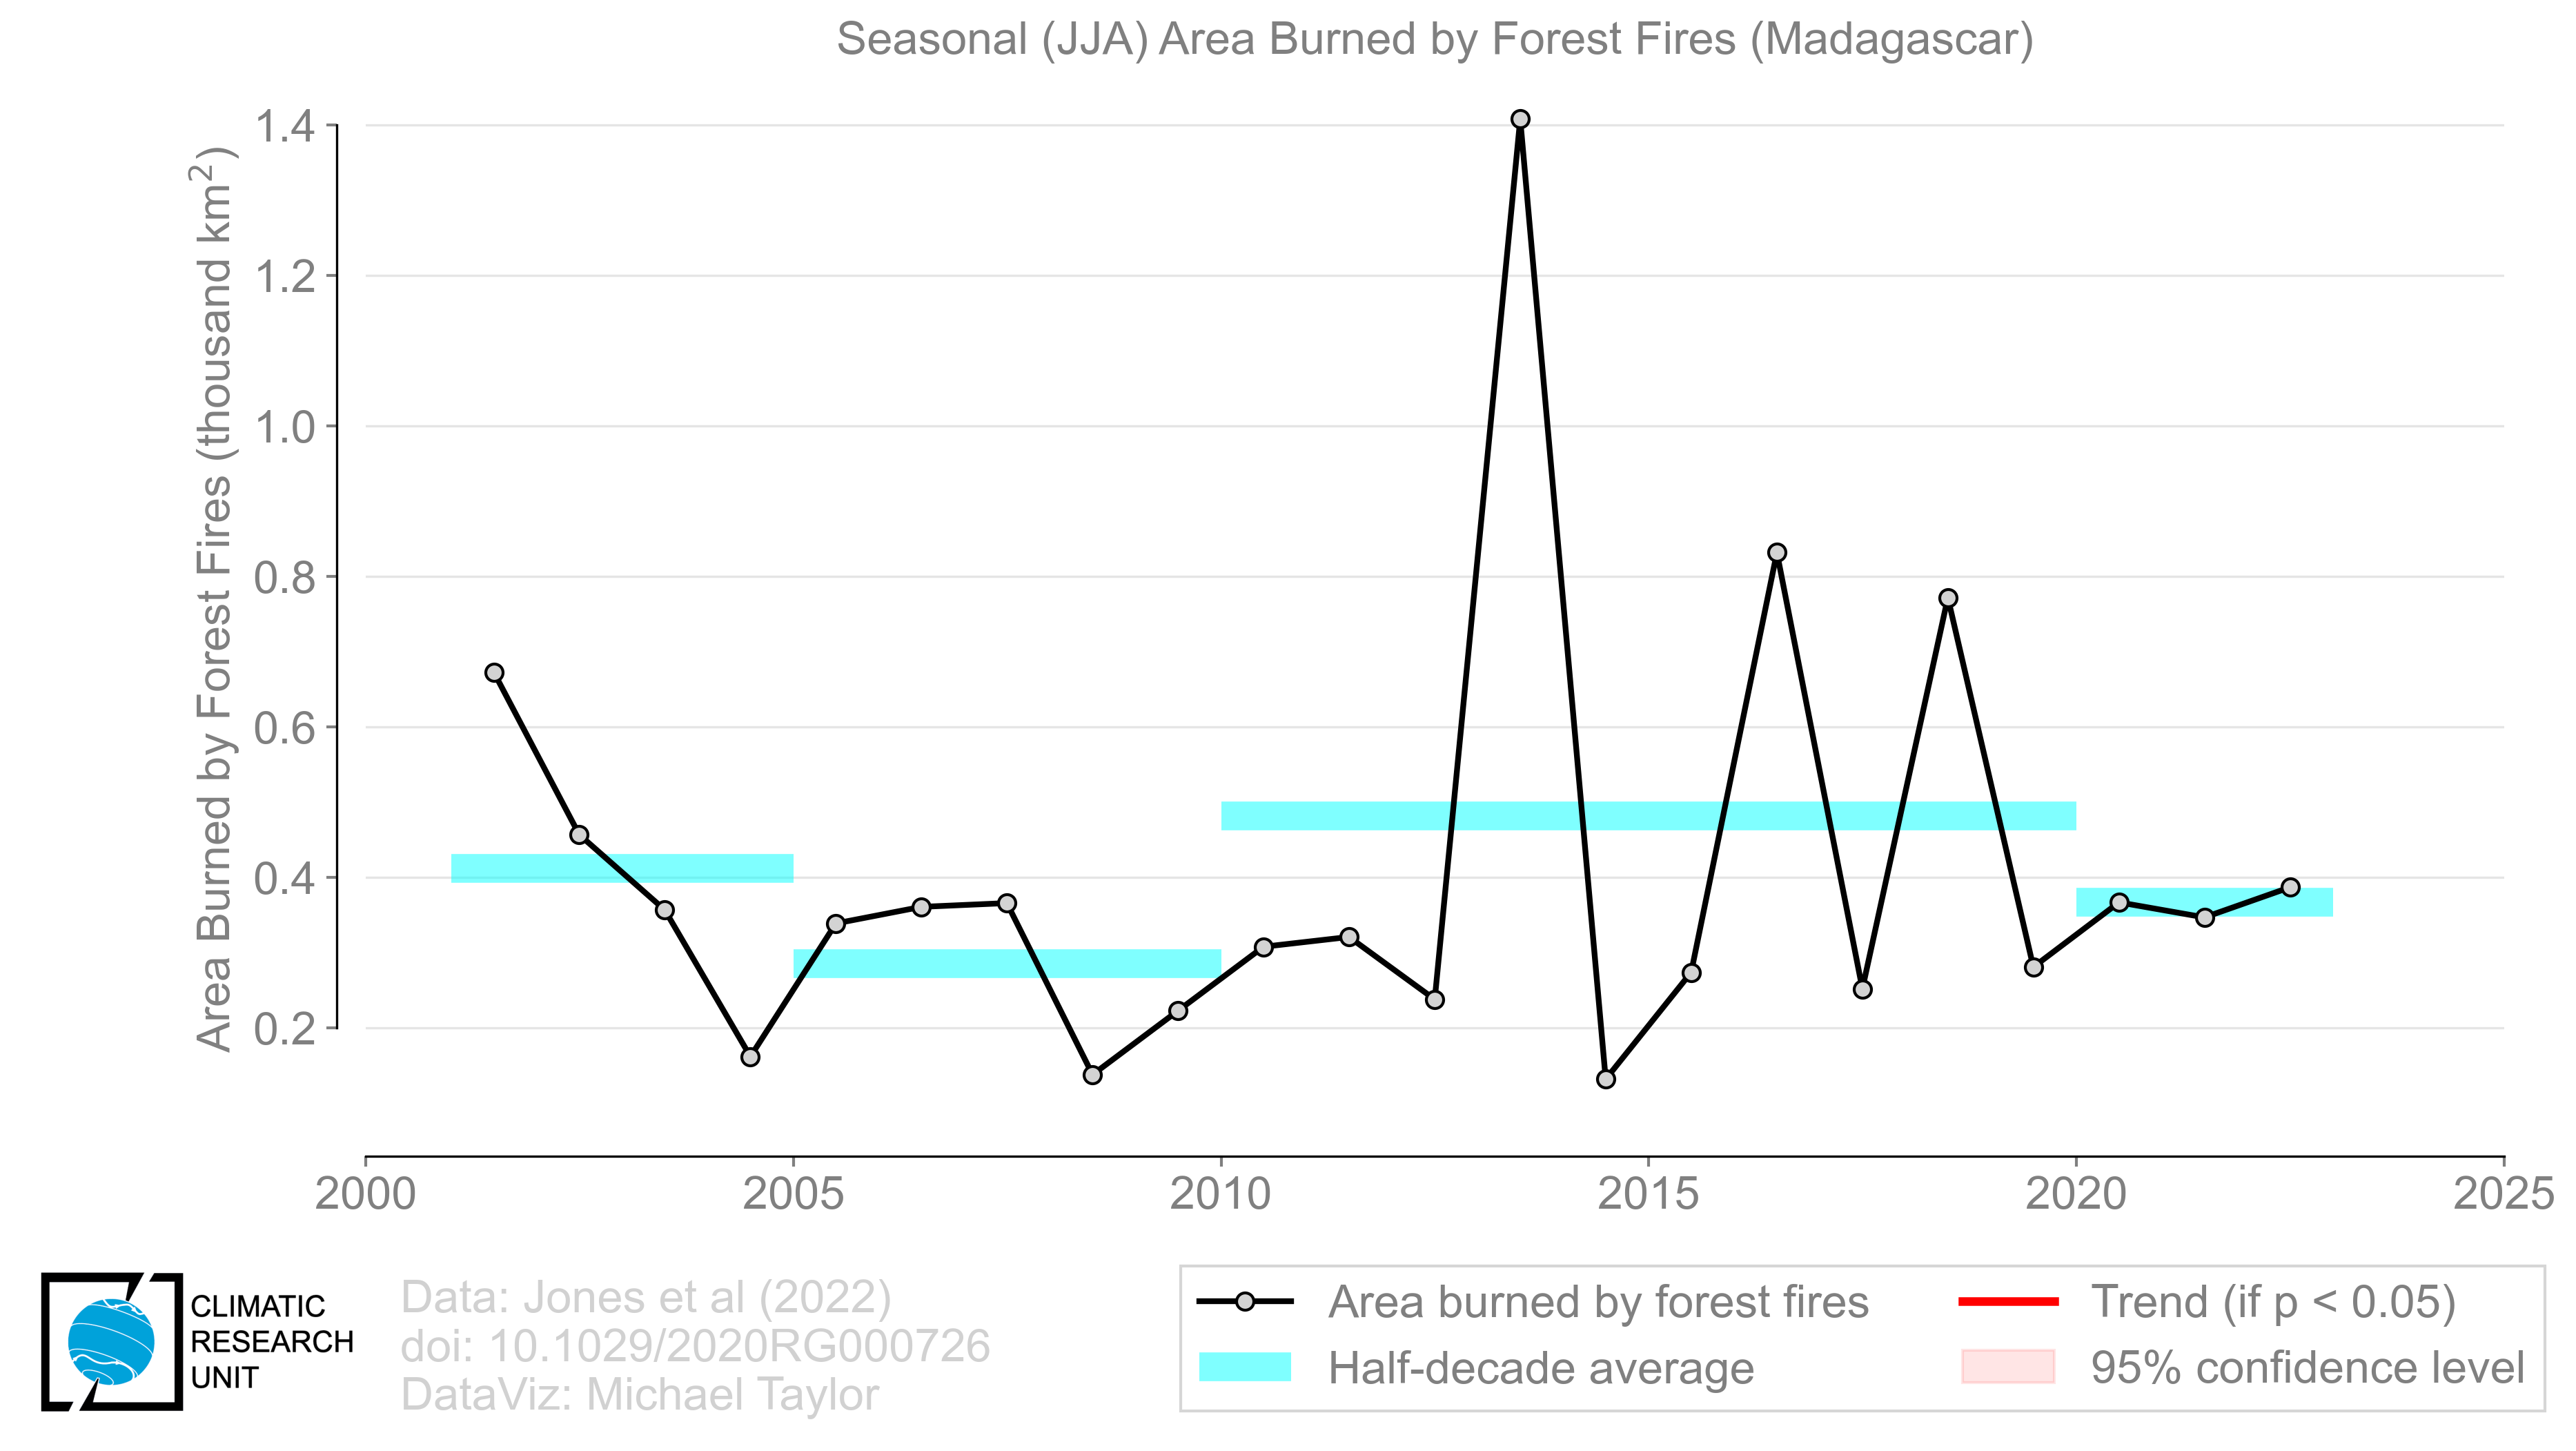 Seasonal (JJA) Area Burned by Forest Fires (Madagascar)
Area Burned by Forest Fires (thousand km²)
1.4
1.2
1.0
0.8
0.6
0.4
0.2
2000
2005
2010
2015
2020
2025
CLIMATIC
RESEARCH
UNIT
Data: Jones et al (2022)
doi: 10.1029/2020RG000726
DataViz: Michael Taylor
Area burned by forest fires
Half-decade average
Trend (if p < 0.05)
95% confidence level